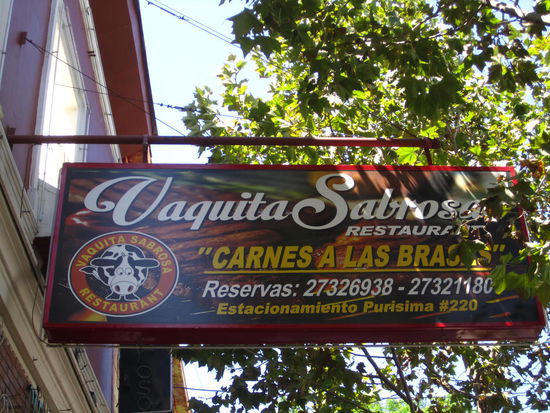 Vaquita Sabrosa
RESTAURANT
"CARNES A LAS BRASAS"
Reservas: 27326938 - 27321180
Estacionamiento Purisima #220
VAQUITA SABROSA
RESTAURANT